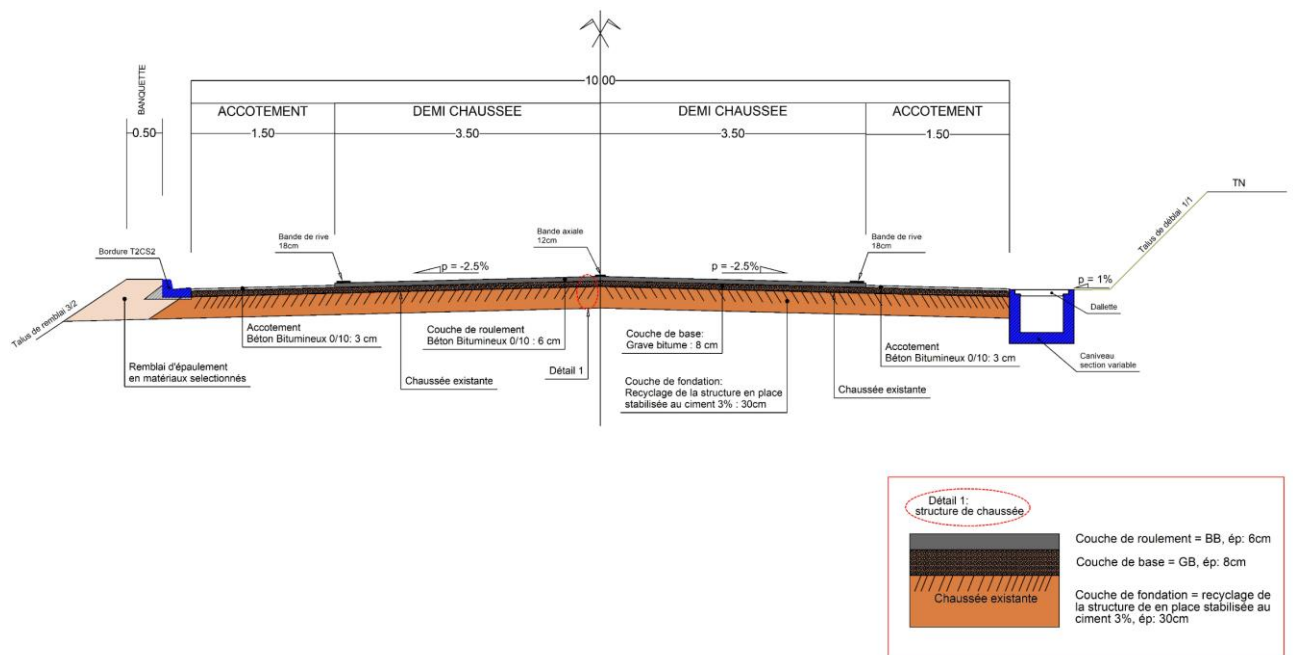 10.00
BANQUETTE
ACCOTEMENT
DEMI CHAUSSEE
DEMI CHAUSSEE
ACCOTEMENT
0.50
1.50
3.50
3.50
1.50
TN
Talus de déblai 1/1
Bordure T2CS2
Bande de rive
18cm
Bande axiale
12cm
Bande de rive
18cm
p = -2.5%
p = -2.5%
p = 1%
Dallette
Talus de remblai 3/2
Remblai d'épaulement
en matériaux selectionnés
Accotement
Béton Bitumineux 0/10: 3 cm
Chaussée existante
Couche de roulement
Béton Bitumineux 0/10 : 6 cm
Détail 1
Couche de base:
Grave bitume : 8 cm
Couche de fondation:
Recyclage de la structure en place
stabilisée au ciment 3% : 30cm
Accotement
Béton Bitumineux 0/10: 3 cm
Chaussée existante
Caniveau
section variable
Détail 1:
structure de chaussée
Couche de roulement = BB, ép: 6cm
Couche de base = GB, ép: 8cm
Chaussée existante
Couche de fondation = recyclage de
la structure de en place stabilisée au
ciment 3%, ép: 30cm